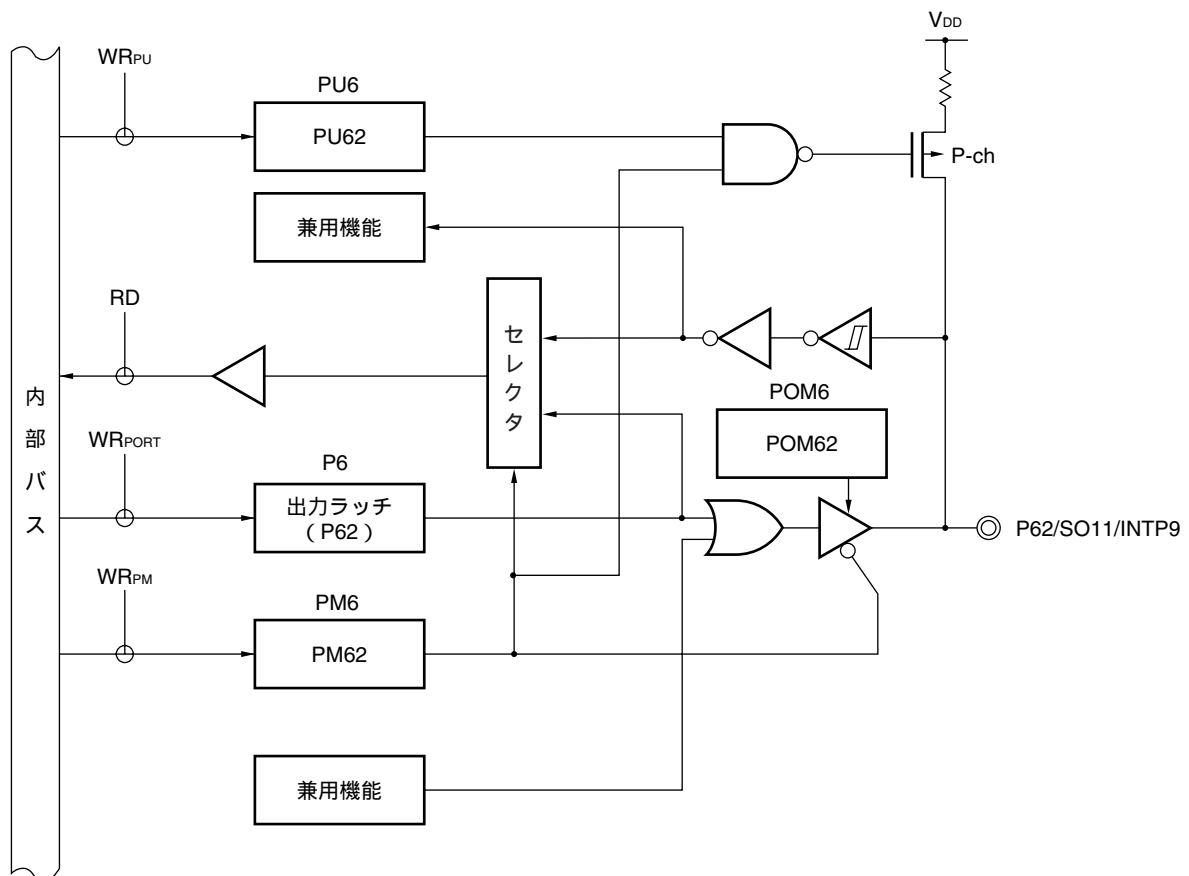 VDD
WRPU
PU6
PU62
P-ch
兼用機能
RD
セレクタ
内部バス
POM6
POM62
WRPORT
P6
出力ラッチ
(P62)
P62/SO11/INTP9
WRPM
PM6
PM62
兼用機能